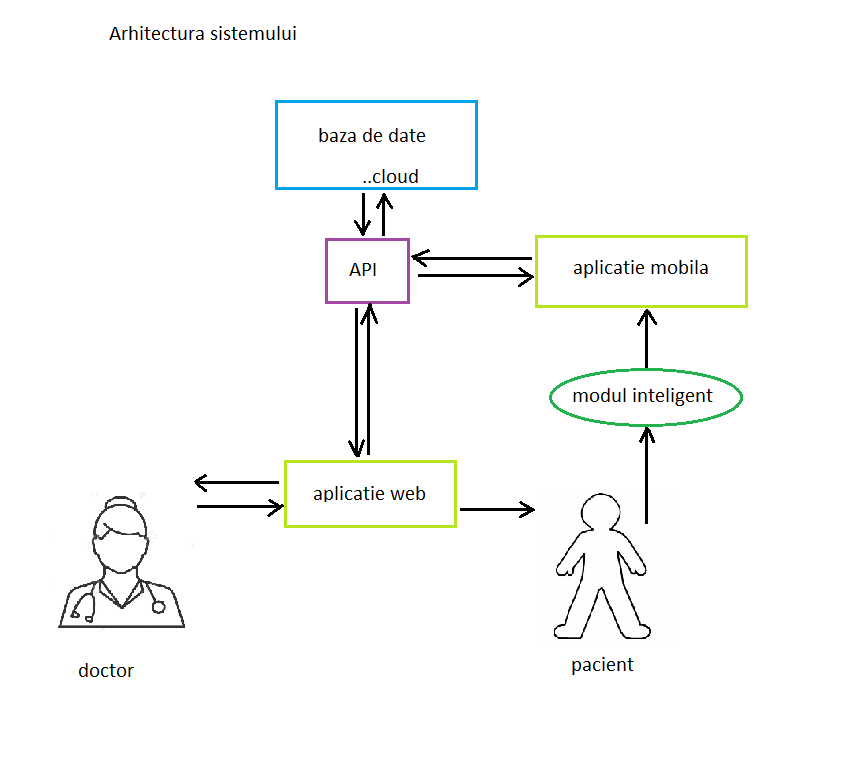 Arhitectura sistemului
baza de date
..cloud
API
aplicatie mobila
modul inteligent
aplicatie web
doctor
pacient